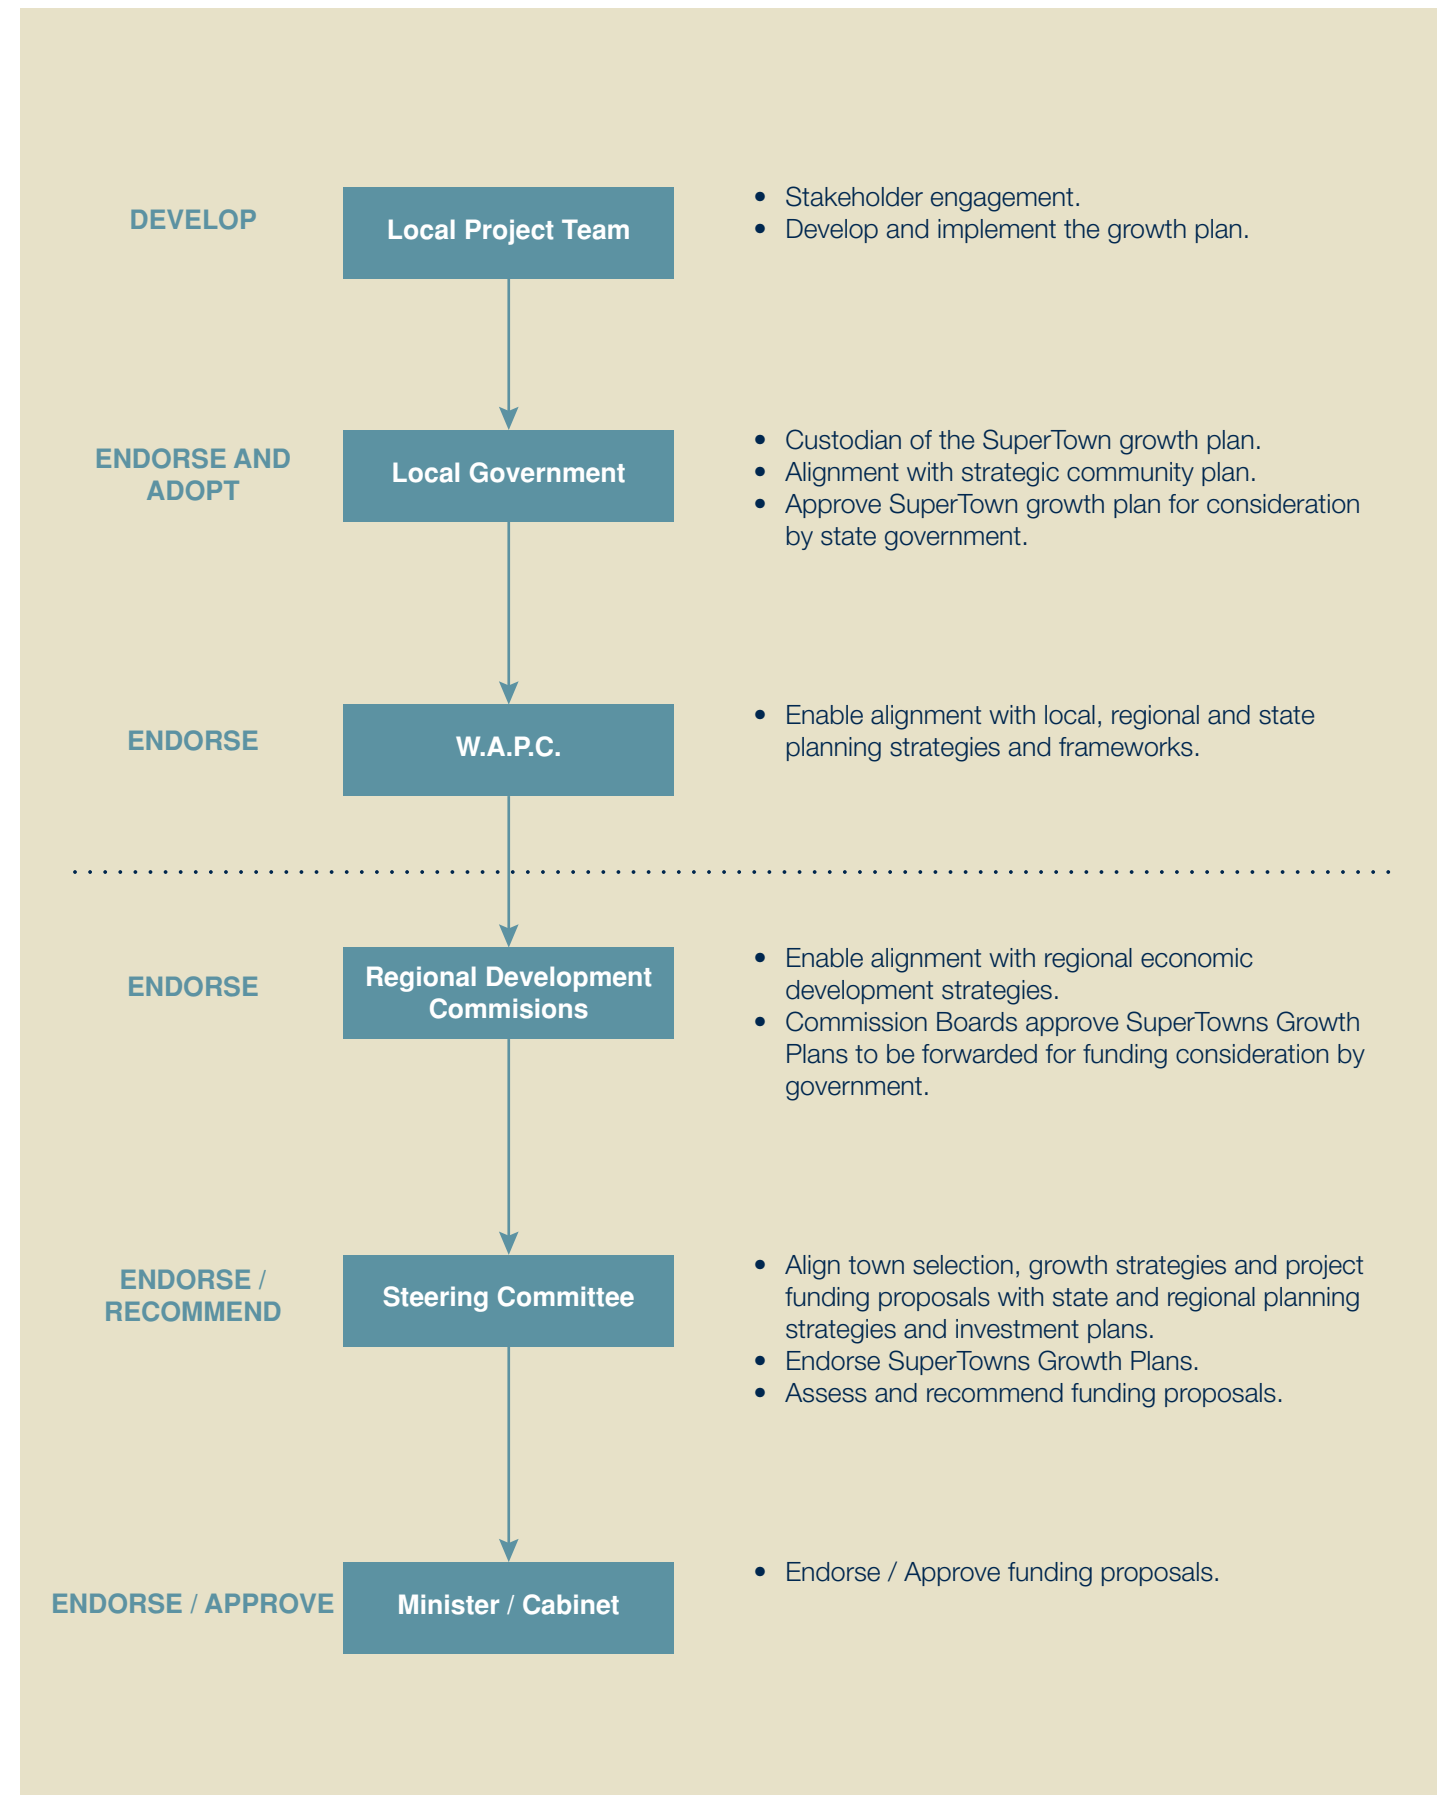 DEVELOP
Local Project Team
• Stakeholder engagement.
• Develop and implement the growth plan.
ENDORSE AND
ADOPT
Local Government
• Custodian of the SuperTown growth plan.
• Alignment with strategic community plan.
• Approve SuperTown growth plan for consideration
by state government.
ENDORSE
W.A.P.C.
• Enable alignment with local, regional and state
planning strategies and frameworks.
ENDORSE
Regional Development
Commisions
• Enable alignment with regional economic
development strategies.
• Commission Boards approve SuperTowns Growth
Plans to be forwarded for funding consideration by
government.
ENDORSE /
RECOMMEND
Steering Committee
• Align town selection, growth strategies and project
funding proposals with state and regional planning
strategies and investment plans.
• Endorse SuperTowns Growth Plans.
• Assess and recommend funding proposals.
ENDORSE / APPROVE
Minister / Cabinet
• Endorse / Approve funding proposals.